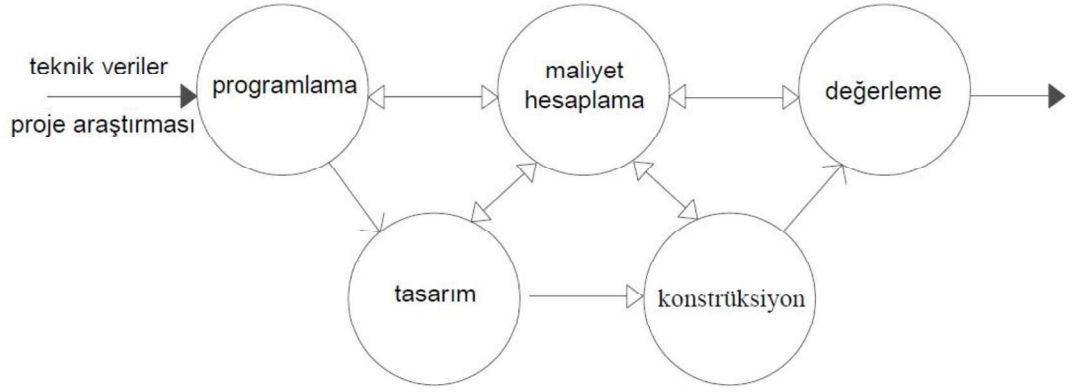 teknik veriler
proje araştırması
programlama
maliyet
hesaplama
değerleme
tasarım
konstrüksiyon